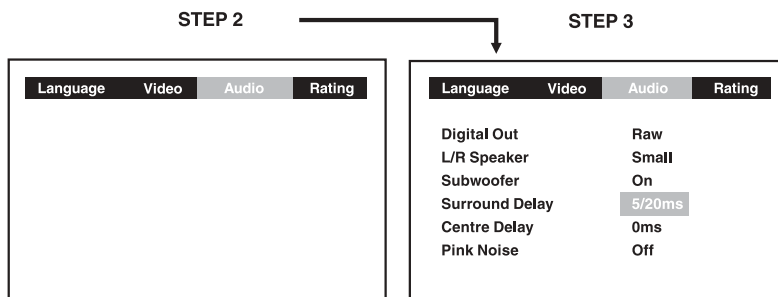 STEP 2
STEP 3
Language Video Audio Rating
Language Video Audio Rating
Digital Out Raw
L/R Speaker Small
Subwoofer On
Surround Delay 5/20ms
Centre Delay 0ms
Pink Noise Off